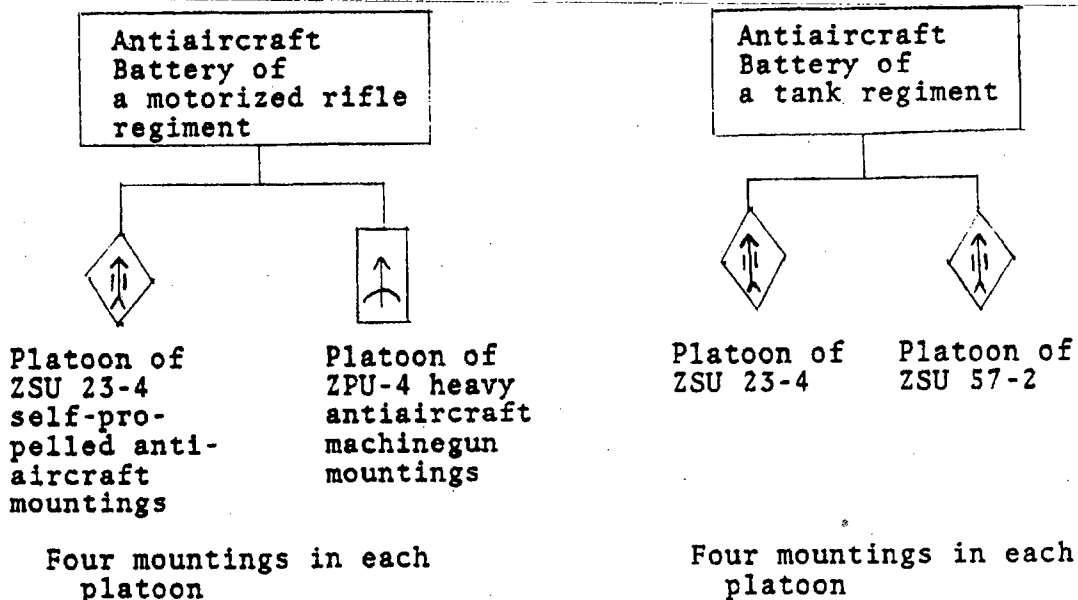 Antiaircraft
Battery of
a motorized rifle
regiment
Antiaircraft
Battery of
a tank regiment
Platoon of
ZSU 23-4
self-pro-
pelled anti-
aircraft
mountings
Platoon of
ZPU-4 heavy
antiaircraft
machinegun
mountings
Platoon of
ZSU 23-4
Platoon of
ZSU 57-2
Four mountings in each
platoon
Four mountings in each
platoon